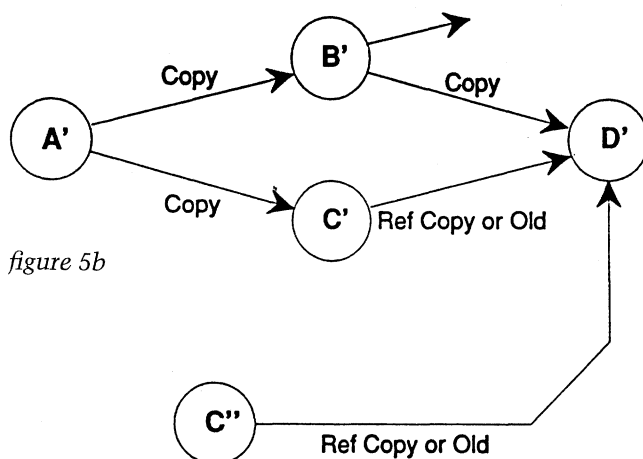 B'
Copy
Copy
A'
D'
Copy
C'
Ref Copy or Old
figure 5b
C''
Ref Copy or Old